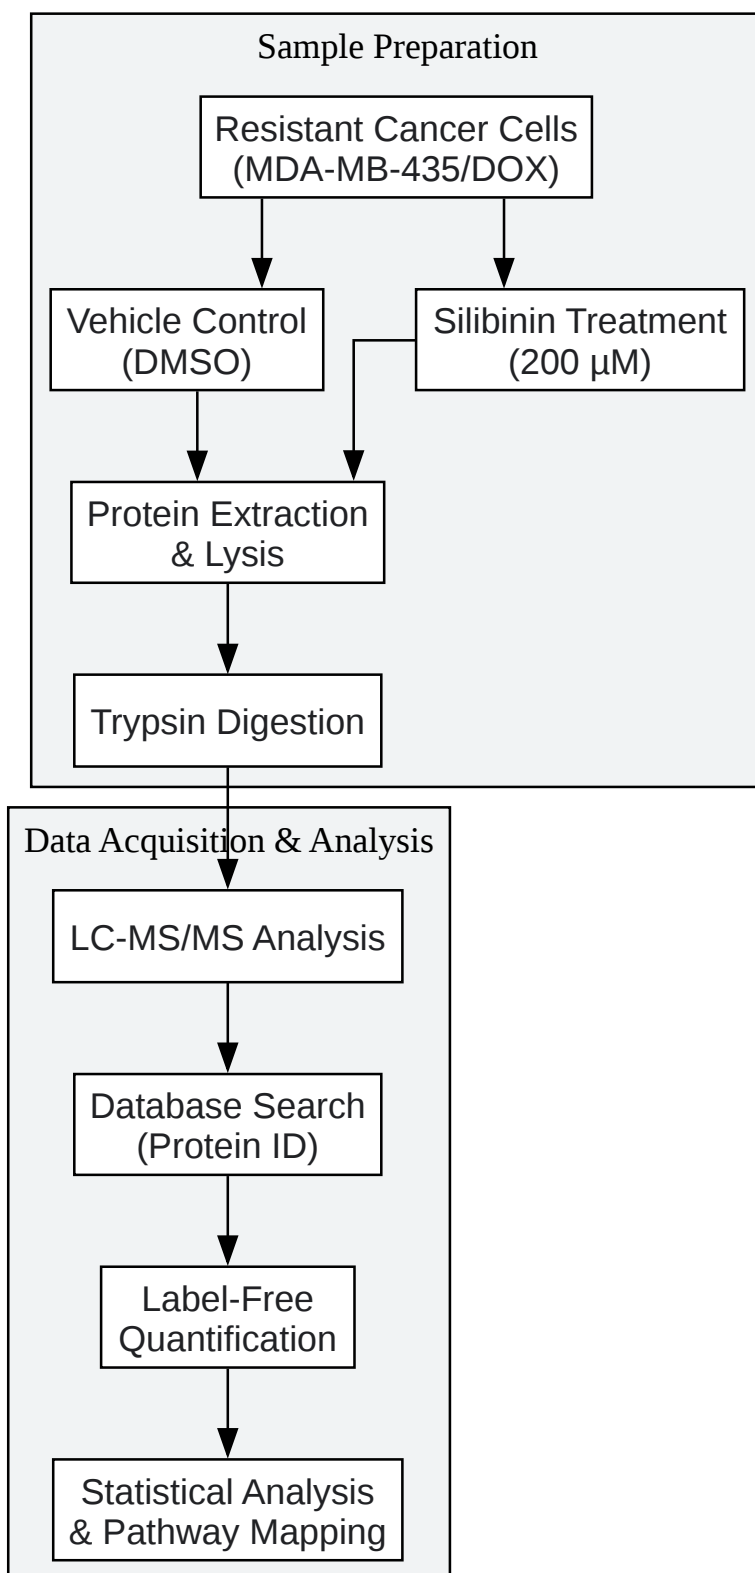 Sample Preparation
Resistant Cancer Cells
(MDA-MB-435/DOX)
Vehicle Control
(DMSO)
Silibinin Treatment
(200 µM)
Protein Extraction
& Lysis
Trypsin Digestion
Data Acquisition & Analysis
LC-MS/MS Analysis
Database Search
(Protein ID)
Label-Free
Quantification
Statistical Analysis
& Pathway Mapping